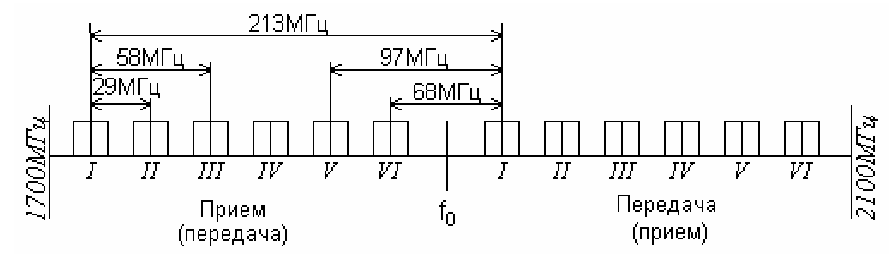 213МГц
58МГц
97МГц
29МГц
68МГц
1700МГц
2100МГц
I II III IV V VI I II III IV V VI
Прием
(передача)
f0
Передача
(прием)